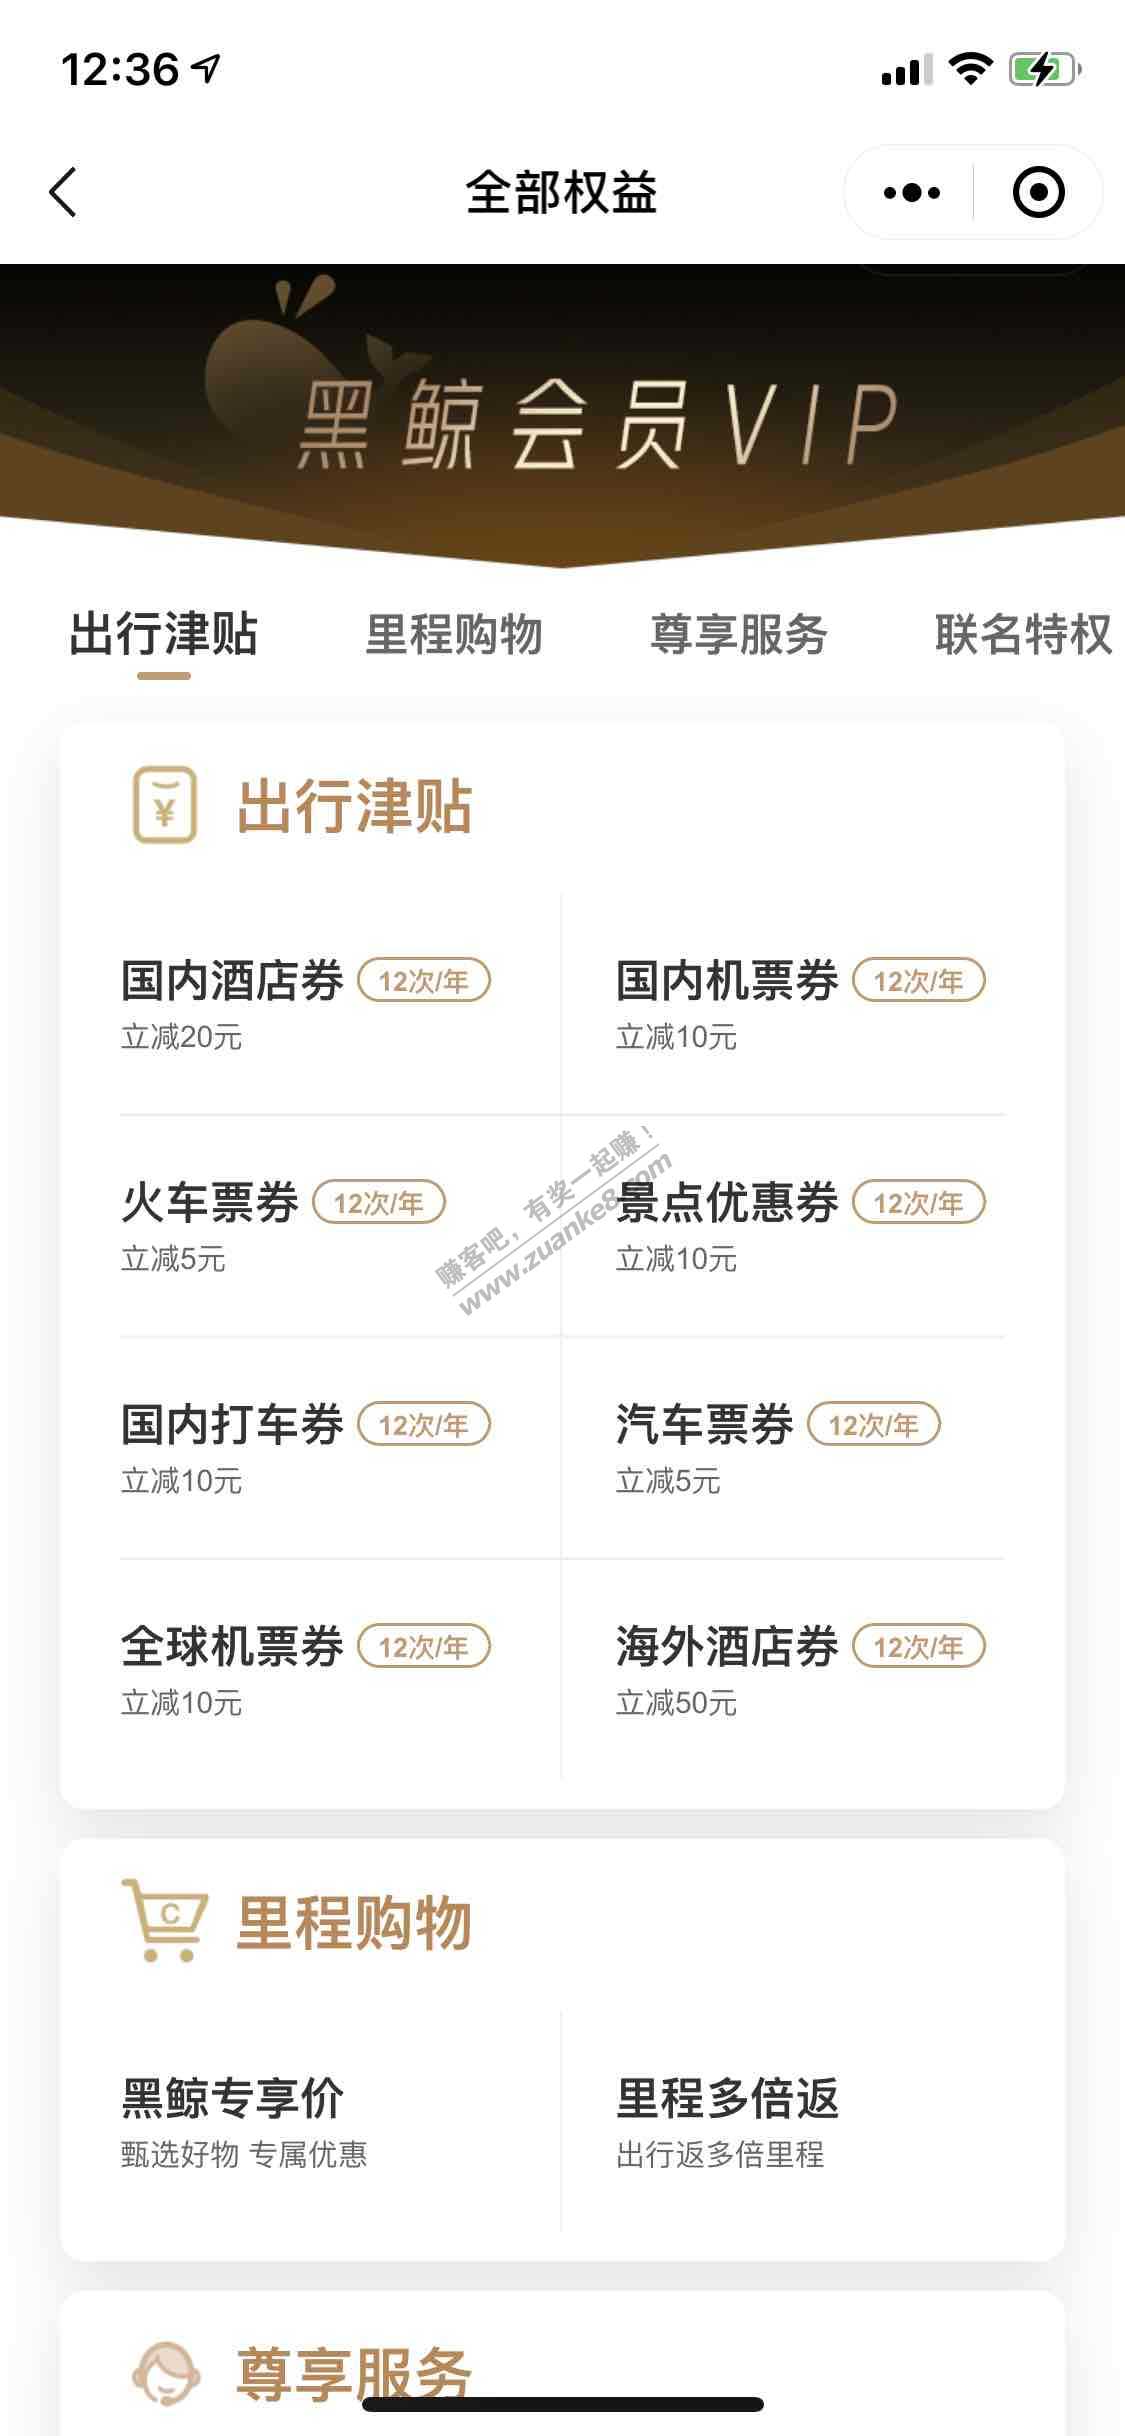 12:36
全部权益
黑鲸会员VIP
出行津贴 里程购物 尊享服务 联名特权
¥ 出行津贴
国内酒店券 12次/年
立减20元
国内机票券 12次/年
立减10元
火车票券 12次/年
立减5元
景点优惠券 12次/年
立减10元
赚客吧，有奖一起赚！
www.zuanke8.com
国内打车券 12次/年
立减10元
汽车票券 12次/年
立减5元
全球机票券 12次/年
立减10元
海外酒店券 12次/年
立减50元
C 里程购物
黑鲸专享价
甄选好物 专属优惠
里程多倍返
出行返多倍里程
尊享服务